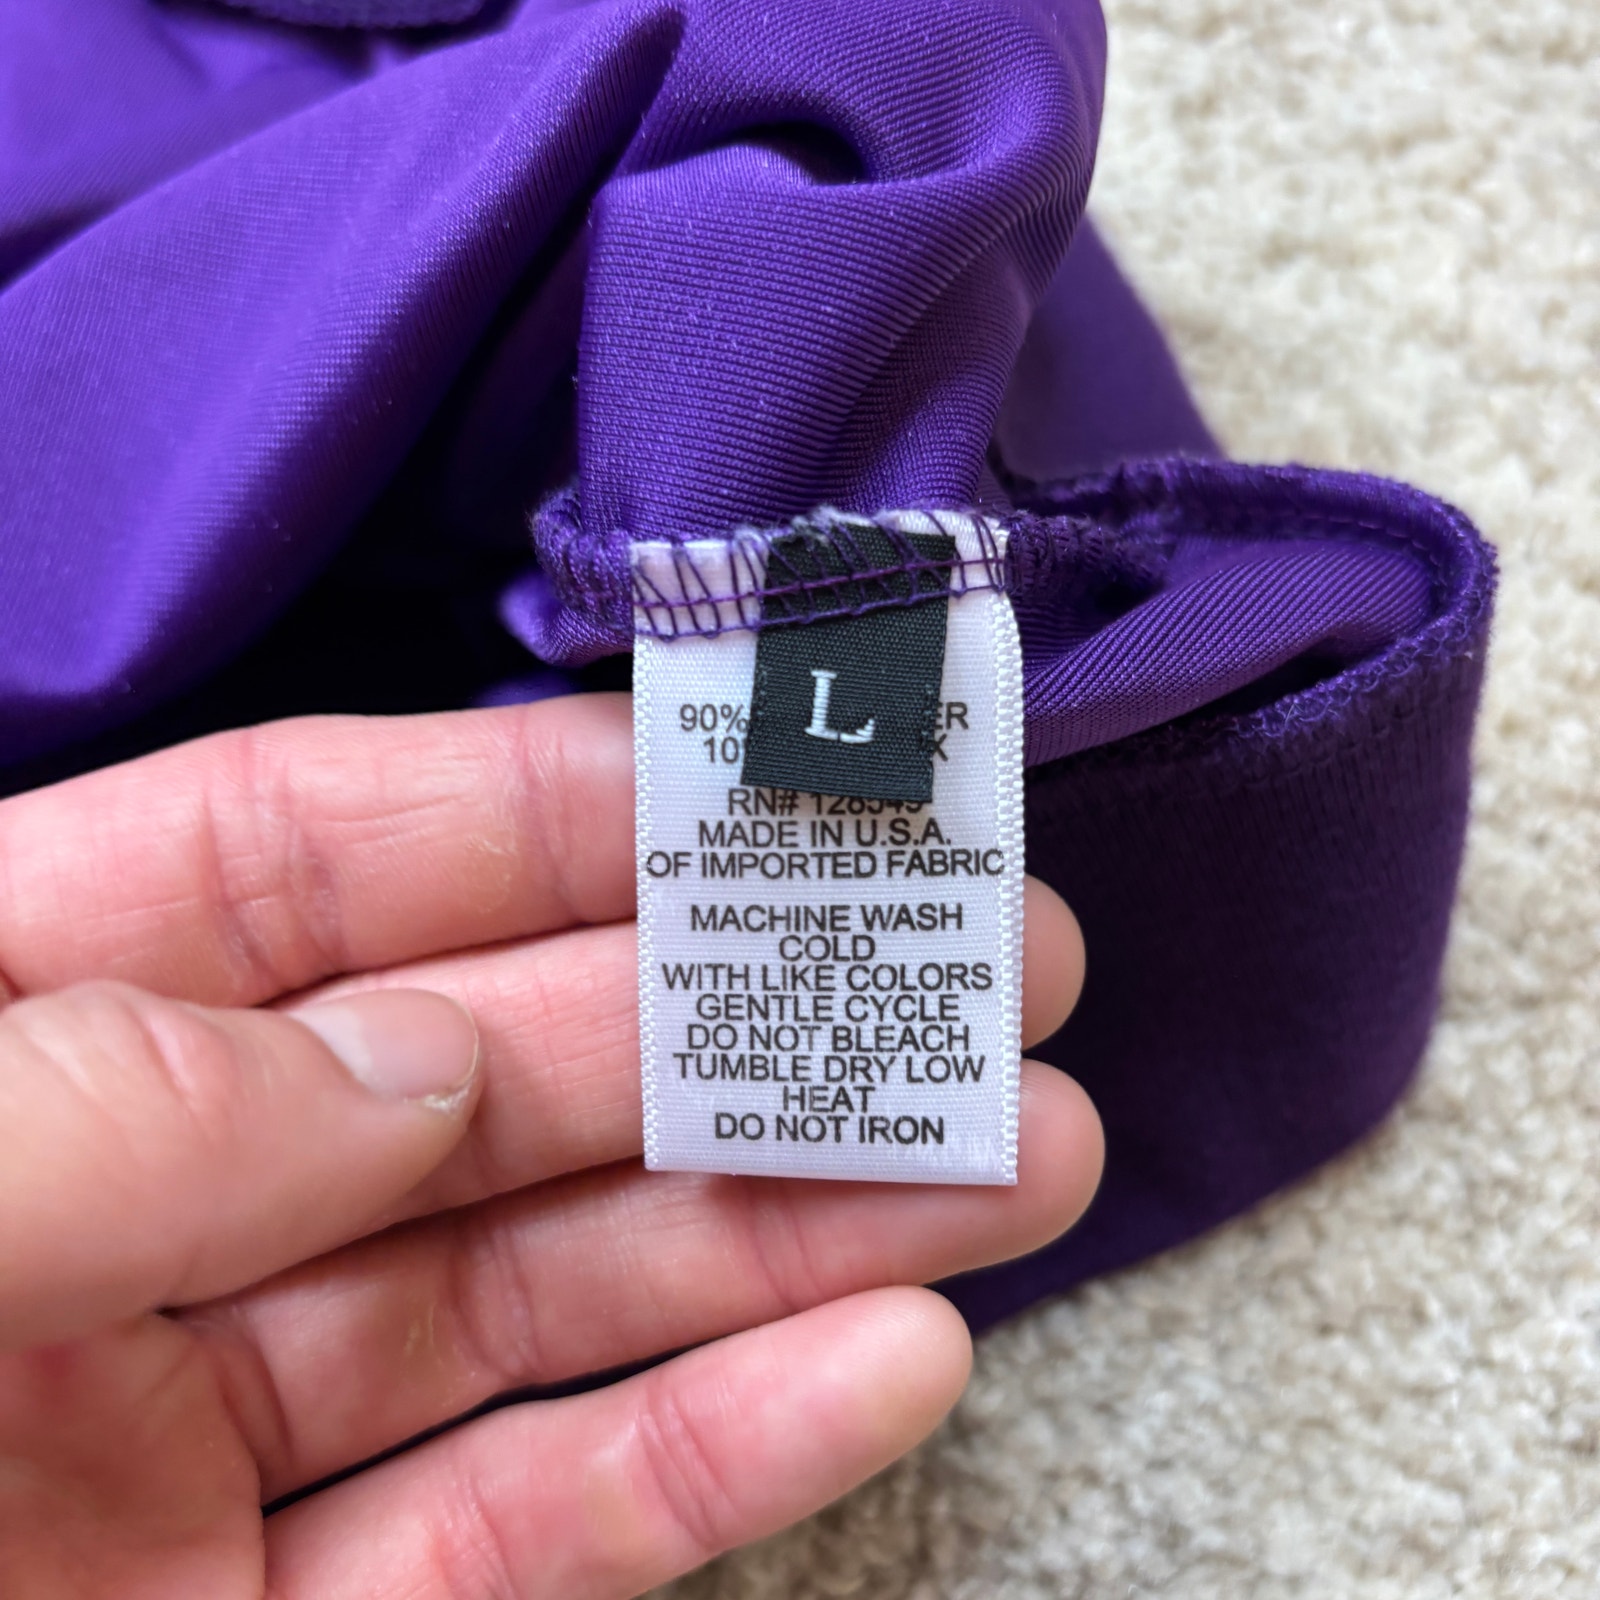 L
90%
RN#
MADE IN U.S.A.
OF IMPORTED FABRIC
MACHINE WASH
COLD
WITH LIKE COLORS
GENTLE CYCLE
DO NOT BLEACH
TUMBLE DRY LOW
HEAT
DO NOT IRON